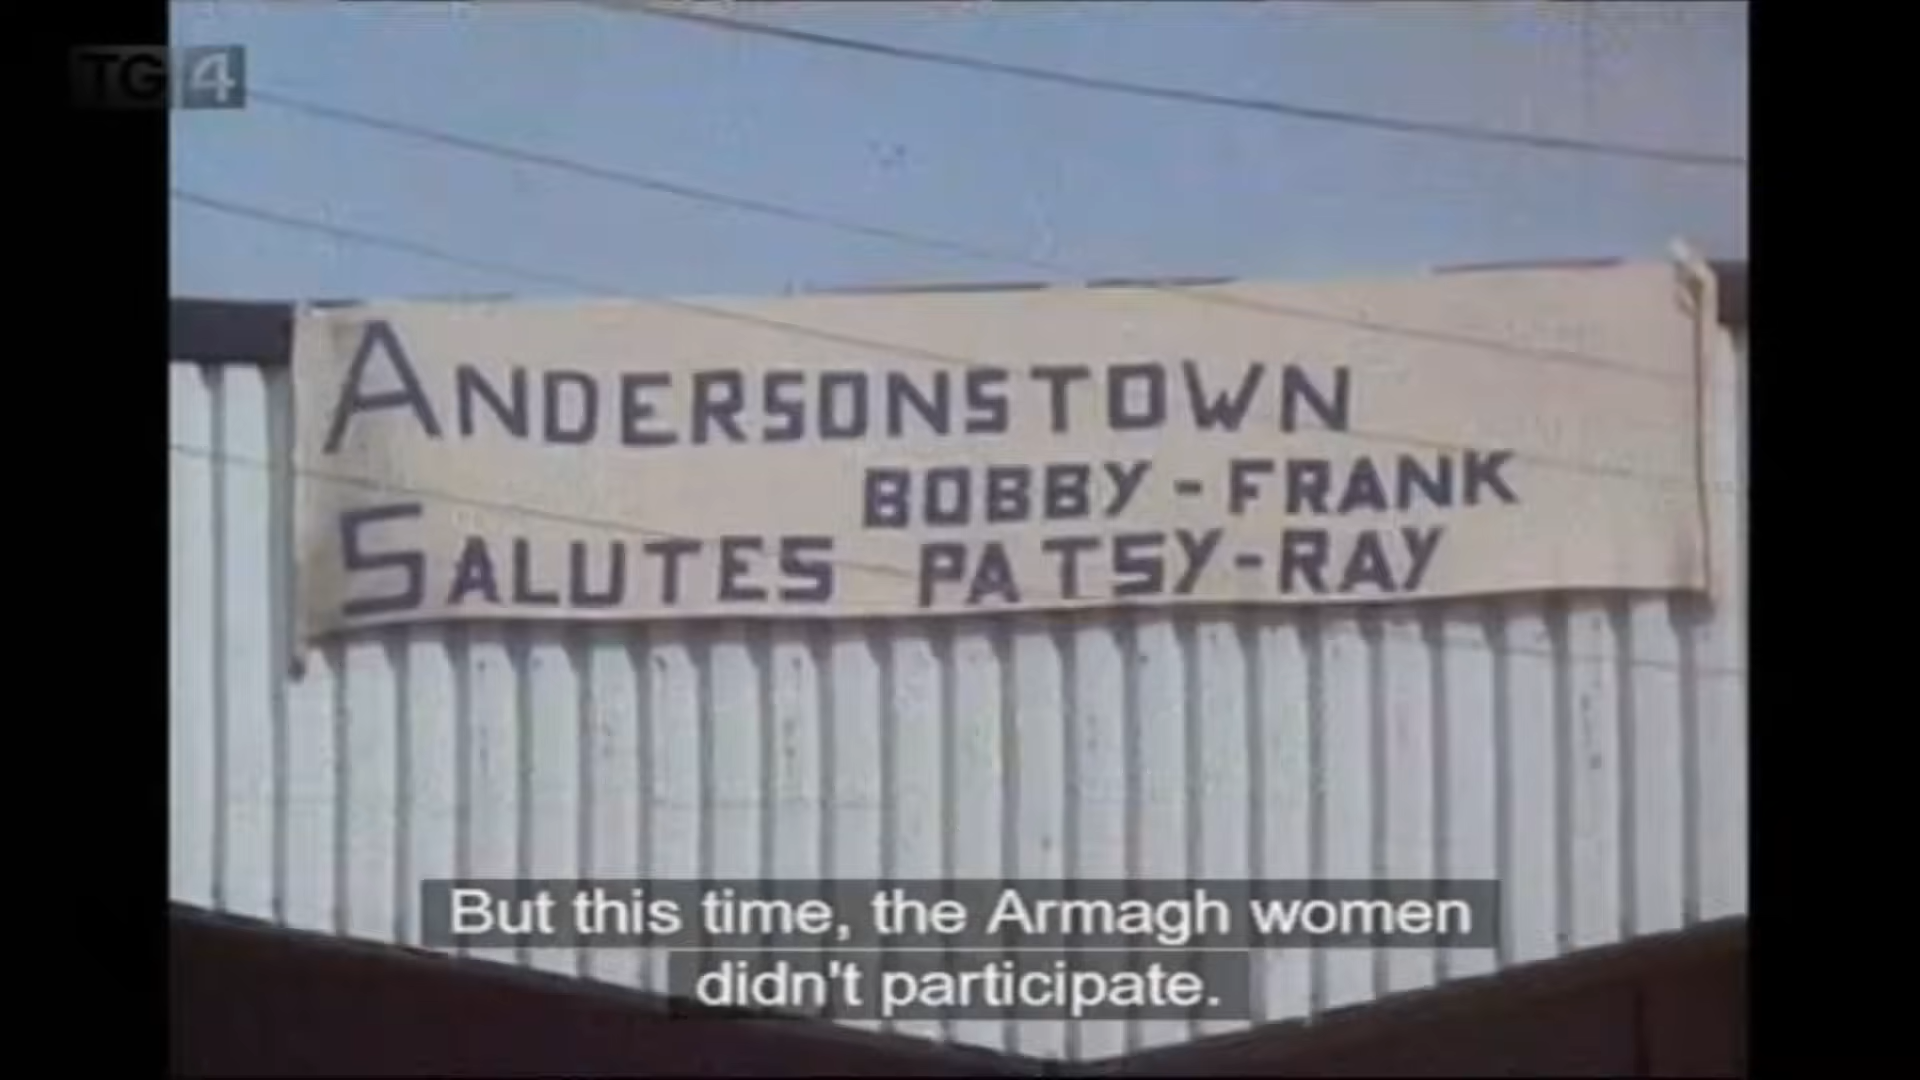 TG4
ANDERSONSTOWN
BOBBY - FRANK
SALUTES PATSY - RAY
But this time, the Armagh women
didn't participate.